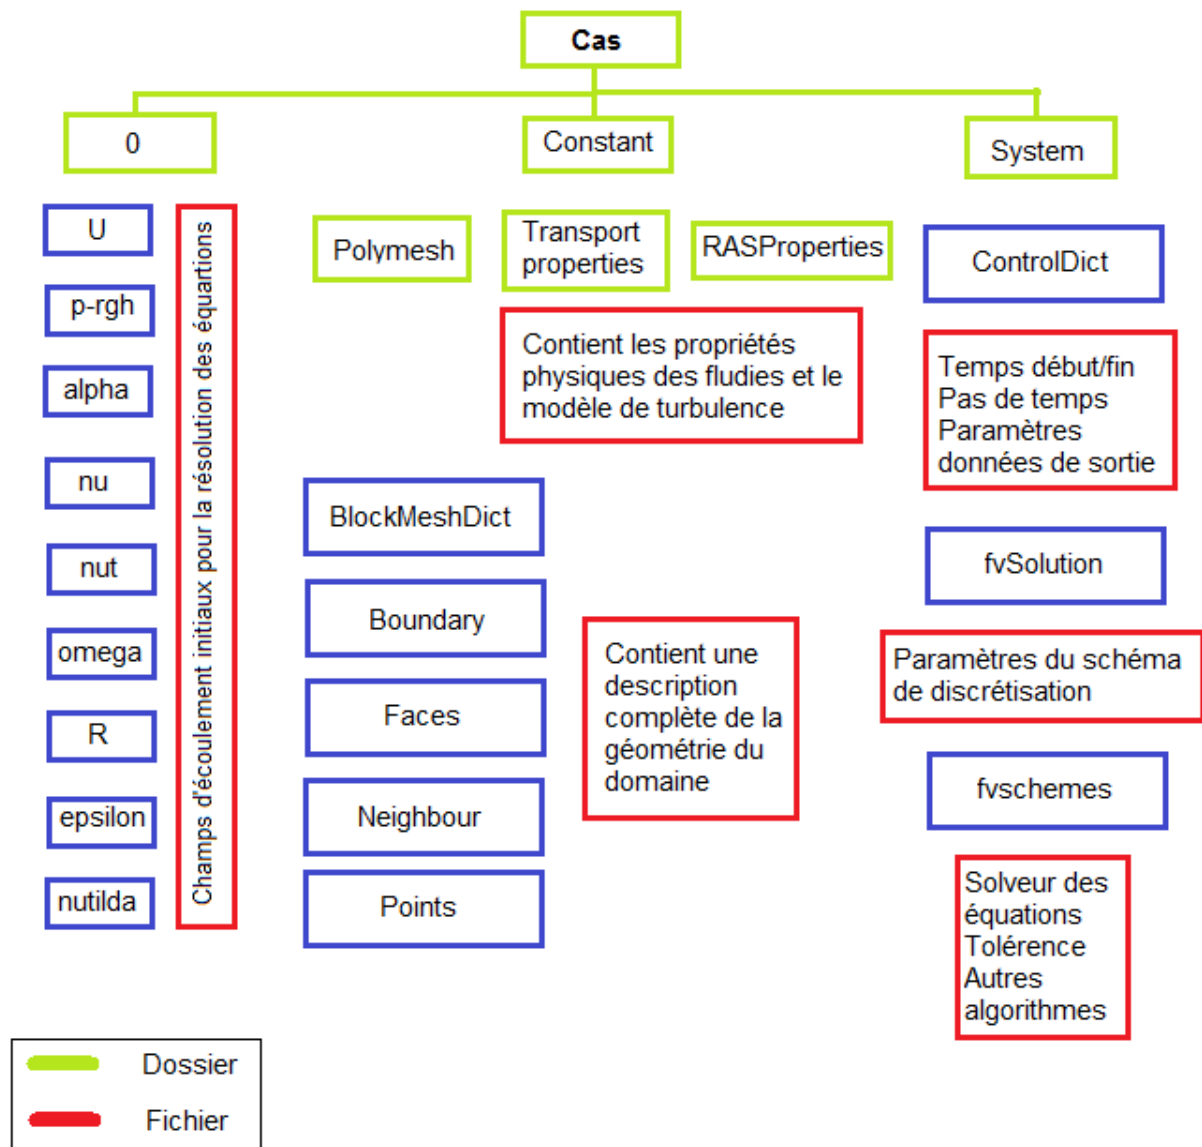 Cas
0
Constant
System
U
p-rgh
alpha
nu
nut
omega
R
epsilon
nutilda
Champs d'écoulement initiaux pour la résolution des équartions
Polymesh
Transport
properties
RASProperties
Contient les propriétés
physiques des fludies et le
modèle de turbulence
BlockMeshDict
Boundary
Faces
Neighbour
Points
Contient une
description
complète de la
géométrie du
domaine
ControlDict
Temps début/fin
Pas de temps
Paramètres
données de sortie
fvSolution
Paramètres du schéma
de discrétisation
fvschemes
Solveur des
équations
Tolérence
Autres
algorithmes
Dossier
Fichier